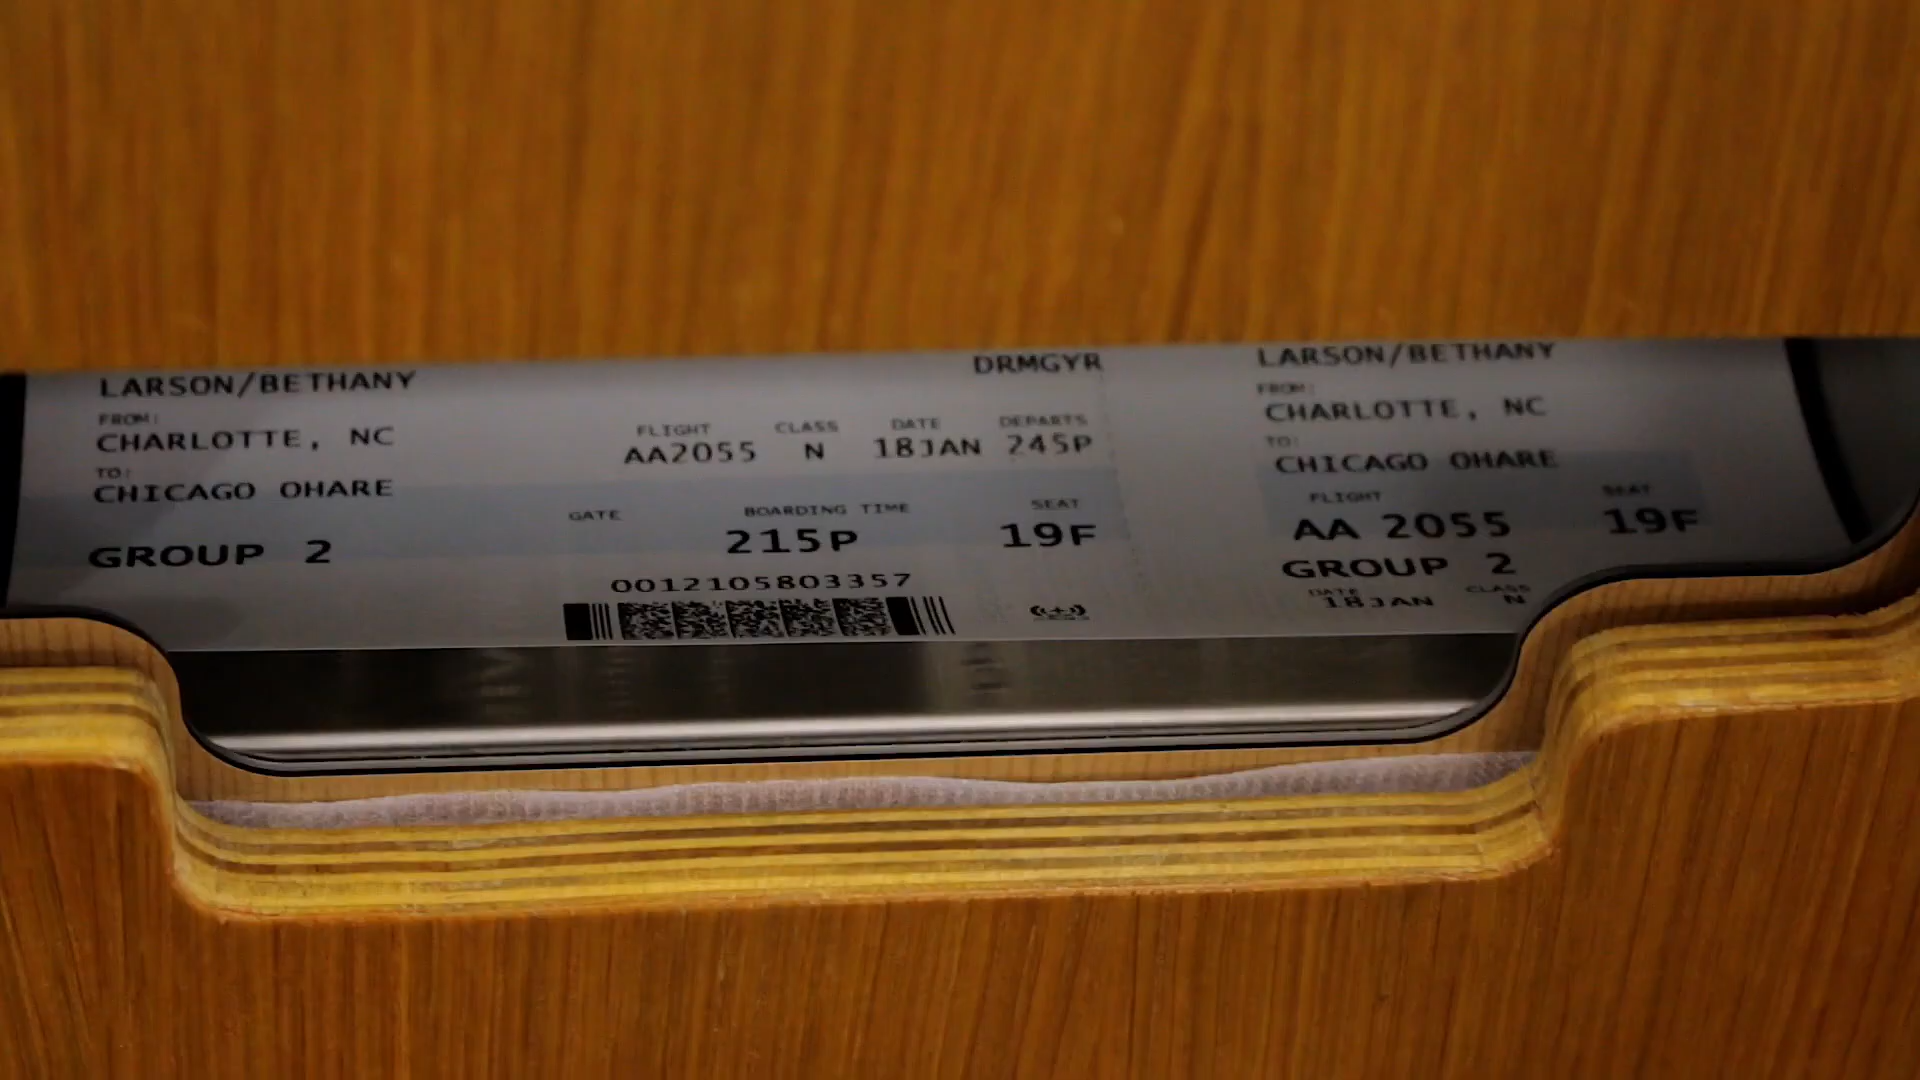 LARSON/BETHANY
DRMGYR
FROM:
CHARLOTTE, NC
TO:
CHICAGO OHARE
FLIGHT CLASS DATE DEPARTS
AA2055 N 18JAN 245P
GATE BOARDING TIME SEAT
215P 19F
GROUP 2
0012105803357
LARSON/BETHANY
FROM:
CHARLOTTE, NC
TO:
CHICAGO OHARE
FLIGHT SEAT
AA 2055 19F
GROUP 2
DATE CLASS
18JAN N